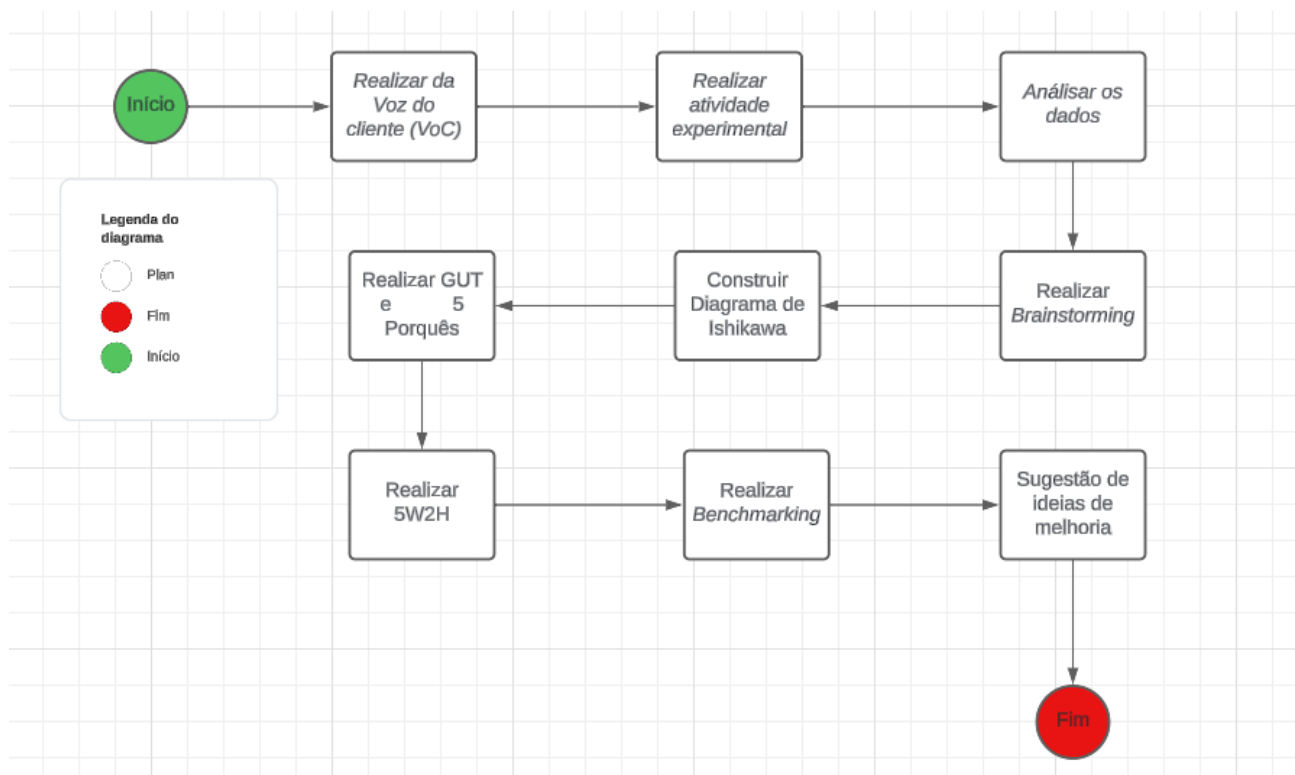 Início
Realizar da
Voz do
cliente (VoC)
Realizar
atividade
experimental
Análisar os
dados
Legenda do
diagrama
Plan
Fim
Início
Realizar GUT
e 5
Porquês
Construir
Diagrama de
Ishikawa
Realizar
Brainstorming
Realizar
5W2H
Realizar
Benchmarking
Sugestão de
ideias de
melhoria
Fim